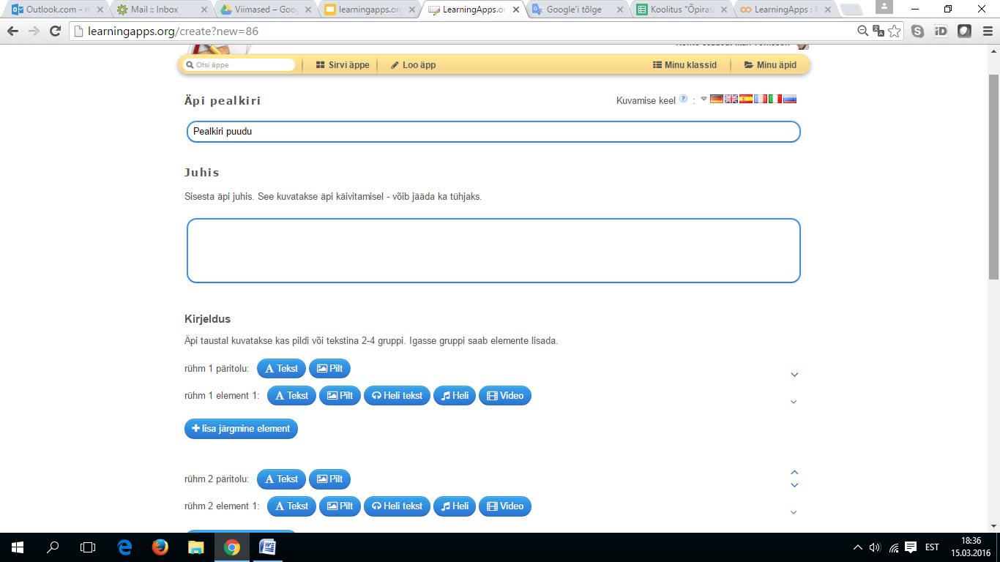 Outlook.com - m
Mail :: Inbox
Viimased – Goo
learningapps.org
LearningApps.or
Google'i tõlge
Koolitus "Õpiras
LearningApps :
learningapps.org/create?new=86
Otsi äppe
Sirvi äppe
Loo äpp
Minu klassid
Minu äpid
Äpi pealkiri
Kuvamise keel ? :
Pealkiri puudu
Juhis
Sisesta äpi juhis. See kuvatakse äpi käivitamisel - võib jääda ka tühjaks.
Kirjeldus
Äpi taustal kuvatakse kas pildi või tekstina 2-4 gruppi. Igasse gruppi saab elemente lisada.
rühm 1 päritolu: A Tekst Pilt
rühm 1 element 1: A Tekst Pilt Heli tekst Heli Video
+ lisa järgmine element
rühm 2 päritolu: A Tekst Pilt
rühm 2 element 1: A Tekst Pilt Heli tekst Heli Video
EST
18:36
15.03.2016